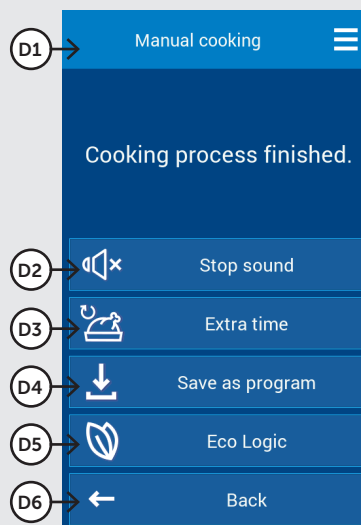 D1 Manual cooking
Cooking process finished.
D2 Stop sound
D3 Extra time
D4 Save as program
D5 Eco Logic
D6 Back